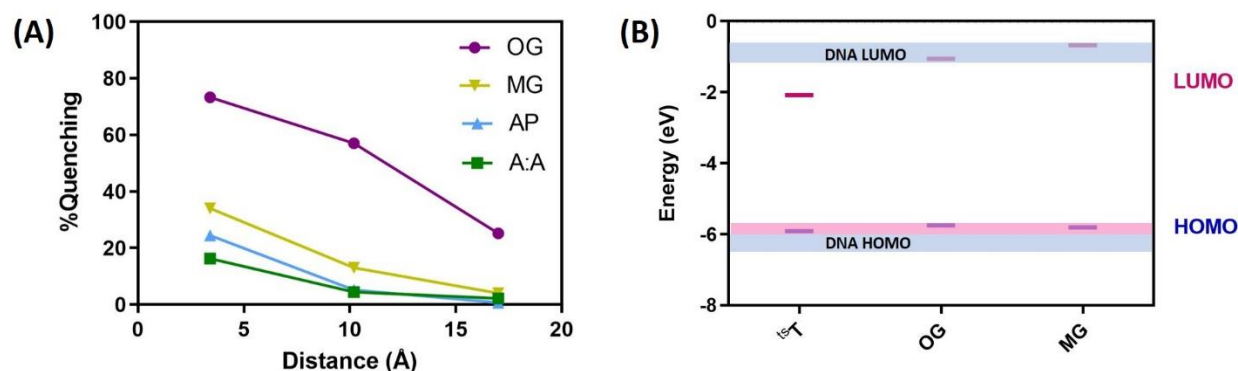 (A)
100
80
60
40
20
0
%Quenching
OG
MG
AP
A:A
0 5 10 15 20
Distance (Å)
(B)
0
-2
-4
-6
-8
Energy (eV)
DNA LUMO
DNA HOMO
tsT OG MG
LUMO
HOMO